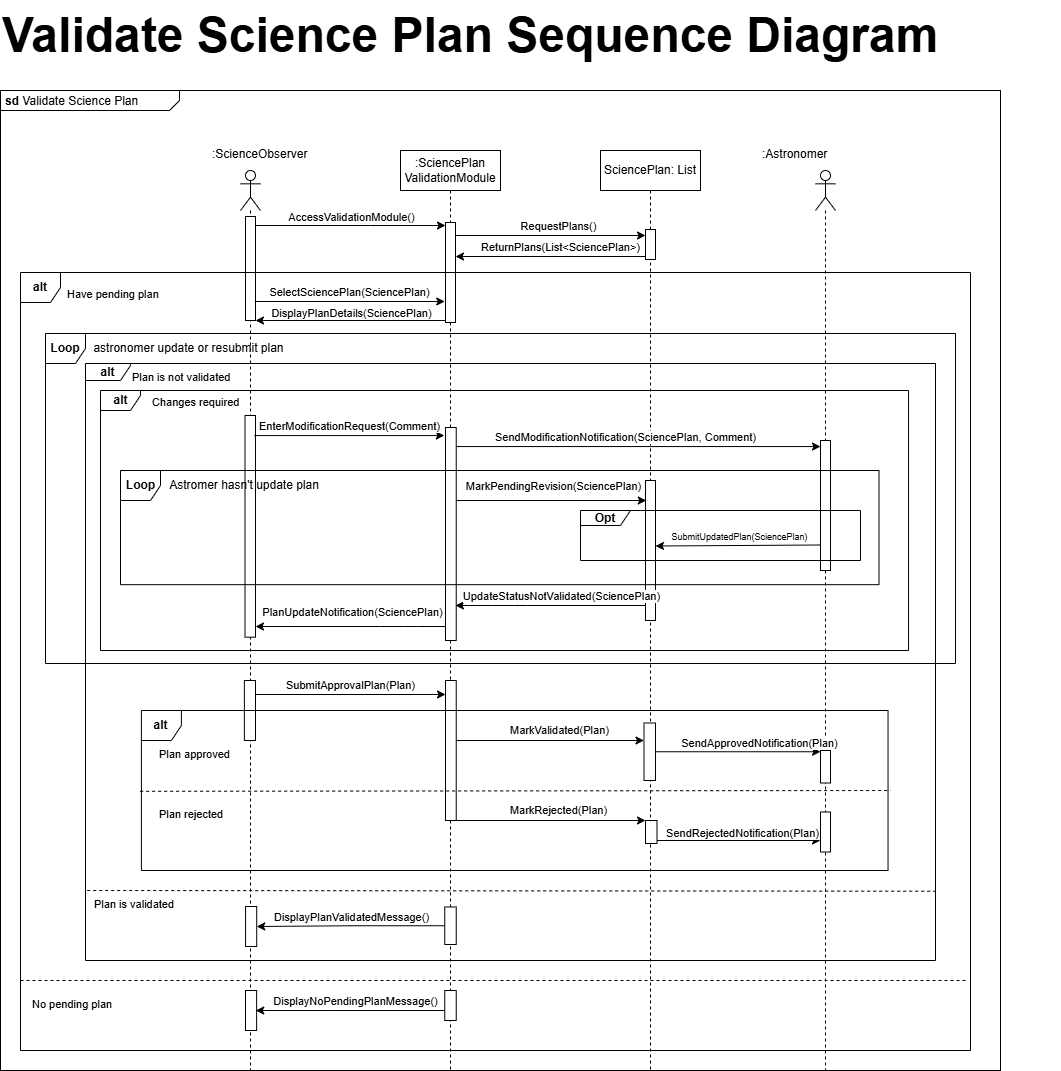 Validate Science Plan Sequence Diagram
sd Validate Science Plan
:ScienceObserver
:SciencePlan
ValidationModule
SciencePlan: List
:Astronomer
AccessValidationModule()
RequestPlans()
ReturnPlans(List<SciencePlan>)
alt
Have pending plan
SelectSciencePlan(SciencePlan)
DisplayPlanDetails(SciencePlan)
Loop
astronomer update or resubmit plan
alt
Plan is not validated
alt
Changes required
EnterModificationRequest(Comment)
SendModificationNotification(SciencePlan, Comment)
Loop
Astromer hasn't update plan
MarkPendingRevision(SciencePlan)
Opt
SubmitUpdatedPlan(SciencePlan)
UpdateStatusNotValidated(SciencePlan)
PlanUpdateNotification(SciencePlan)
SubmitApprovalPlan(Plan)
alt
MarkValidated(Plan)
SendApprovedNotification(Plan)
Plan approved
MarkRejected(Plan)
Plan rejected
SendRejectedNotification(Plan)
Plan is validated
DisplayPlanValidatedMessage()
No pending plan
DisplayNoPendingPlanMessage()